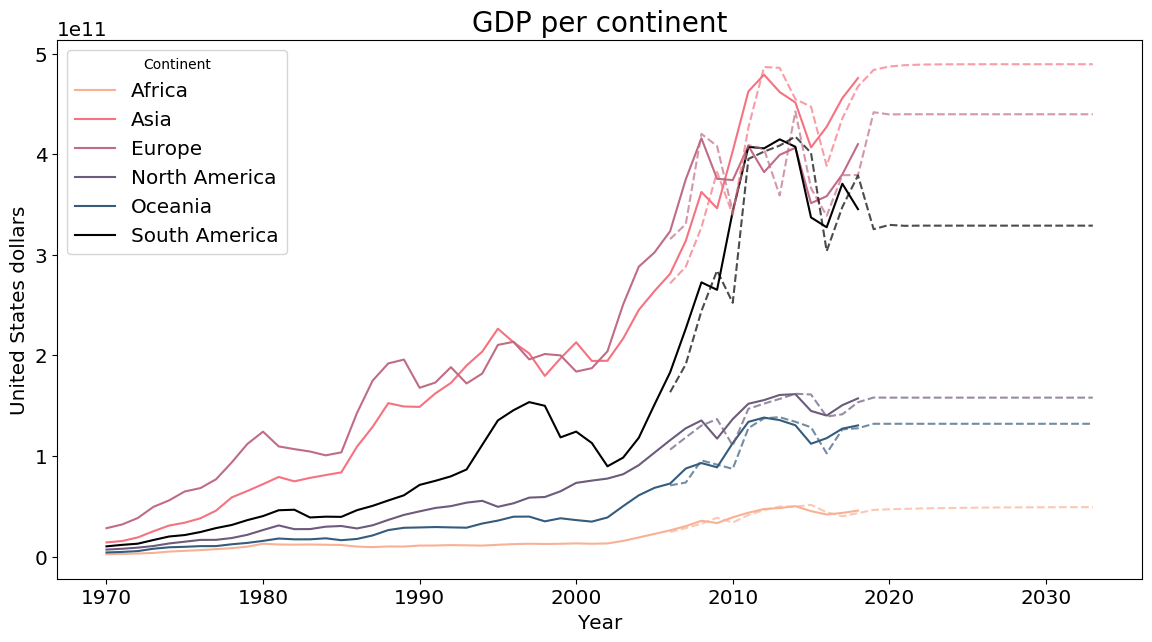 GDP per continent
1e11
5
4
3
2
1
0
United States dollars
Continent
Africa
Asia
Europe
North America
Oceania
South America
1970 1980 1990 2000 2010 2020 2030
Year